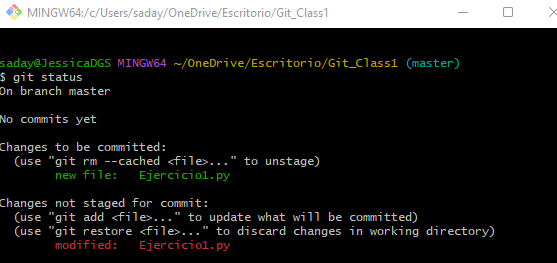 MINGW64:/c/Users/saday/OneDrive/Escritorio/Git_Class1
saday@JessicaDGS MINGW64 ~/OneDrive/Escritorio/Git_Class1 (master)
$ git status
On branch master
No commits yet
Changes to be committed:
(use "git rm --cached <file>..." to unstage)
new file:   Ejercicio1.py
Changes not staged for commit:
(use "git add <file>..." to update what will be committed)
(use "git restore <file>..." to discard changes in working directory)
modified:   Ejercicio1.py